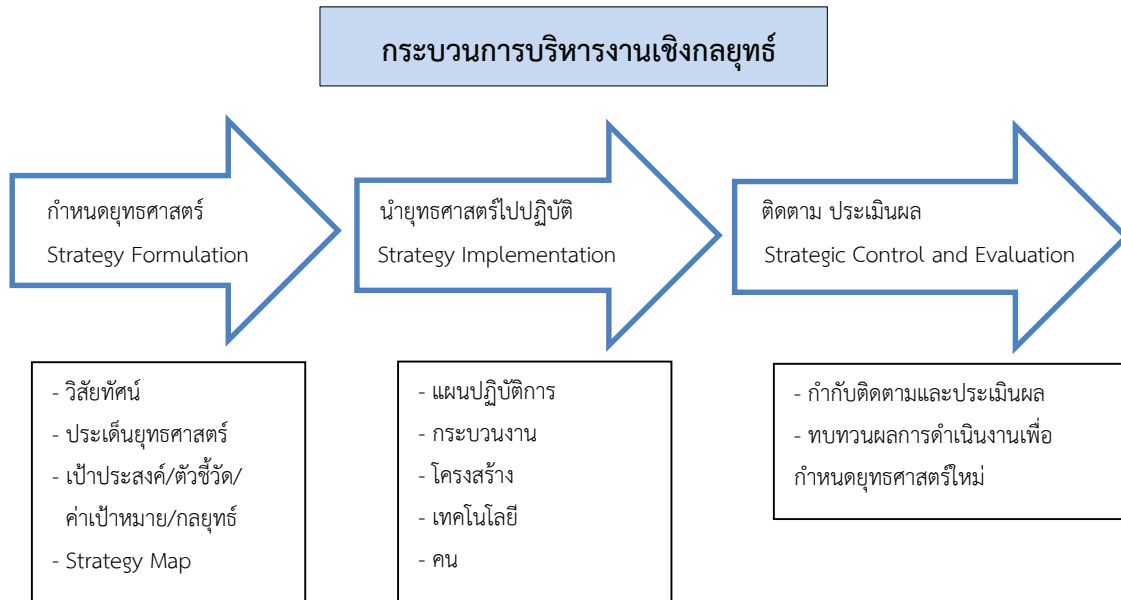 กระบวนการบริหารงานเชิงกลยุทธ์
กำหนดยุทธศาสตร์
Strategy Formulation
นำยุทธศาสตร์ไปปฏิบัติ
Strategy Implementation
ติดตาม ประเมินผล
Strategic Control and Evaluation
- วิสัยทัศน์
- ประเด็นยุทธศาสตร์
- เป้าประสงค์/ตัวชี้วัด/
ค่าเป้าหมาย/กลยุทธ์
- Strategy Map
- แผนปฏิบัติการ
- กระบวนงาน
- โครงสร้าง
- เทคโนโลยี
- คน
- กำกับติดตามและประเมินผล
- ทบทวนผลการดำเนินงานเพื่อ
กำหนดยุทธศาสตร์ใหม่